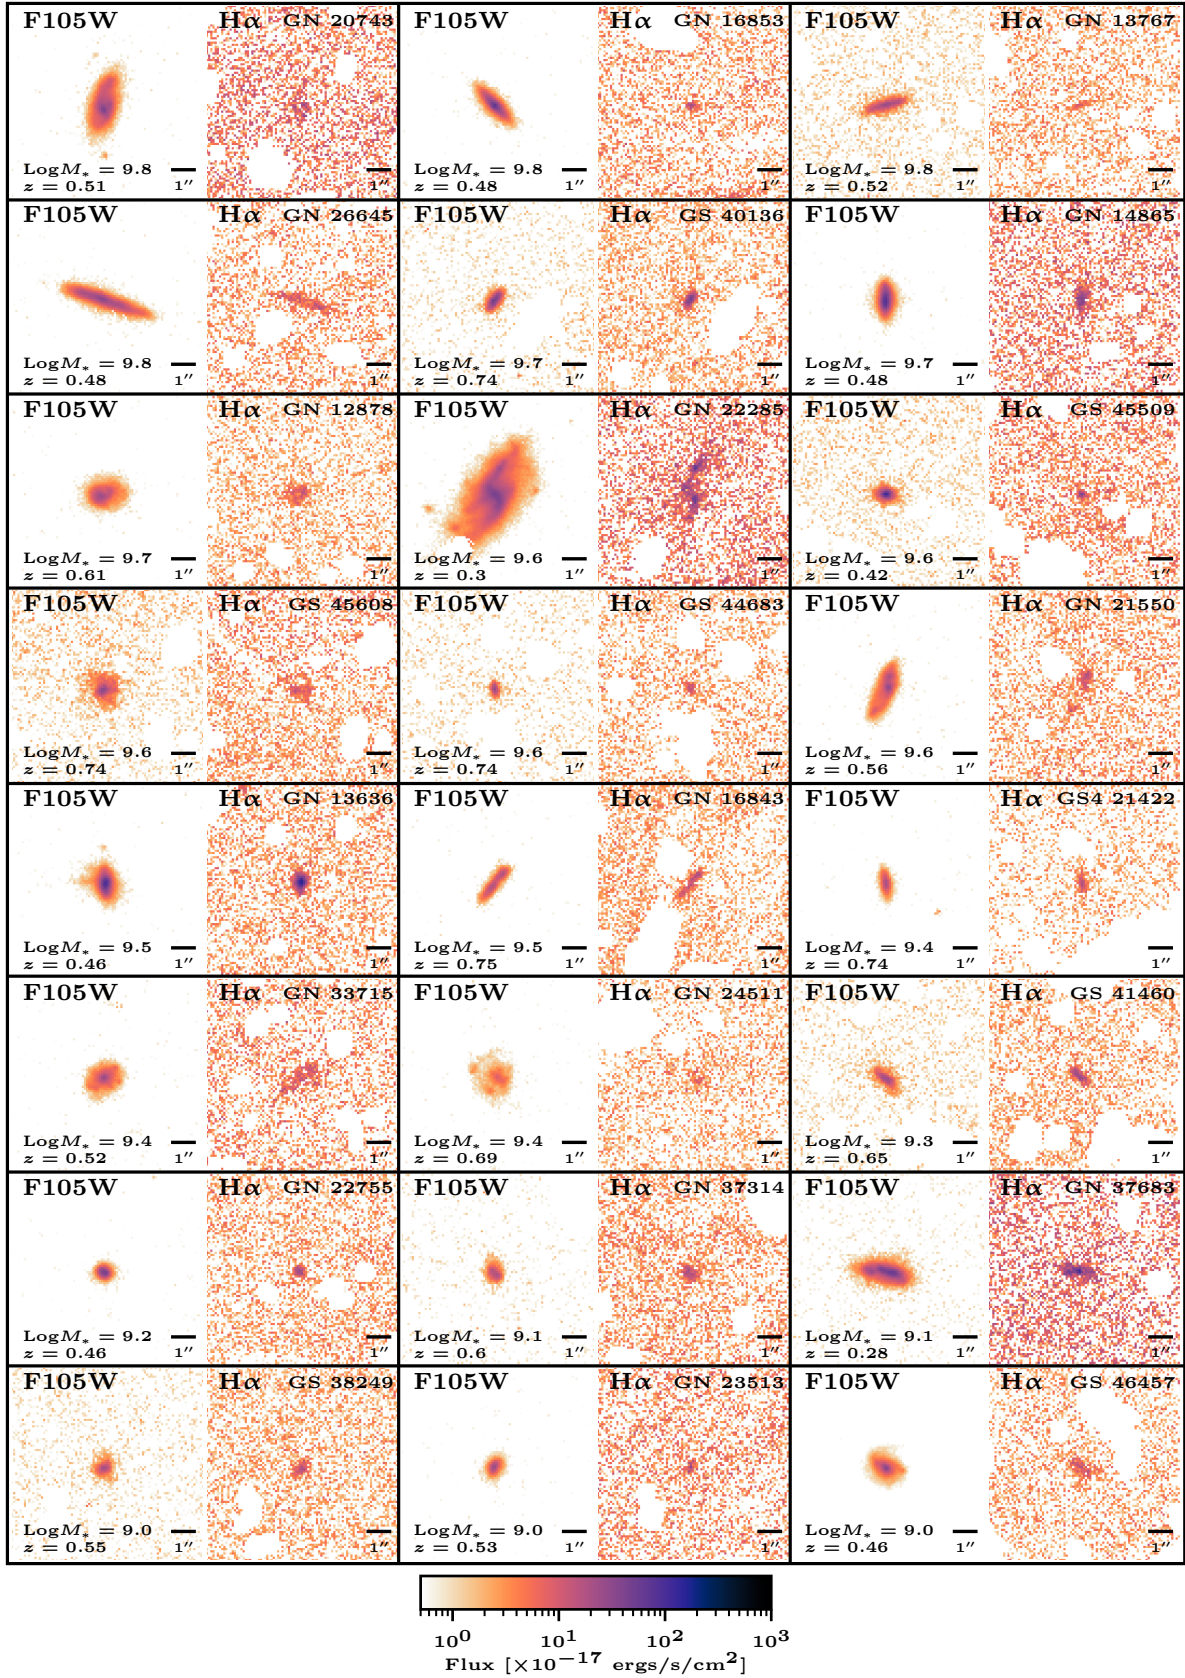 F105W Hα GN 20743 F105W Hα GN 16853 F105W Hα GN 13767
LogM* = 9.8 LogM* = 9.8 LogM* = 9.8
z = 0.51 1″ 1″ z = 0.48 1″ 1″ z = 0.52 1″ 1″
F105W Hα GN 26645 F105W Hα GS 40136 F105W Hα GN 14865
LogM* = 9.8 LogM* = 9.7 LogM* = 9.7
z = 0.48 1″ 1″ z = 0.74 1″ 1″ z = 0.48 1″ 1″
F105W Hα GN 12878 F105W Hα GN 22285 F105W Hα GS 45509
LogM* = 9.7 LogM* = 9.6 LogM* = 9.6
z = 0.61 1″ 1″ z = 0.3 1″ 1″ z = 0.42 1″ 1″
F105W Hα GS 45608 F105W Hα GS 44683 F105W Hα GN 21550
LogM* = 9.6 LogM* = 9.6 LogM* = 9.6
z = 0.74 1″ 1″ z = 0.74 1″ 1″ z = 0.56 1″ 1″
F105W Hα GN 13636 F105W Hα GN 16843 F105W Hα GS4 21422
LogM* = 9.5 LogM* = 9.5 LogM* = 9.4
z = 0.46 1″ 1″ z = 0.75 1″ 1″ z = 0.74 1″ 1″
F105W Hα GN 33715 F105W Hα GN 24511 F105W Hα GS 41460
LogM* = 9.4 LogM* = 9.4 LogM* = 9.3
z = 0.52 1″ 1″ z = 0.69 1″ 1″ z = 0.65 1″ 1″
F105W Hα GN 22755 F105W Hα GN 37314 F105W Hα GN 37683
LogM* = 9.2 LogM* = 9.1 LogM* = 9.1
z = 0.46 1″ 1″ z = 0.6 1″ 1″ z = 0.28 1″ 1″
F105W Hα GS 38249 F105W Hα GN 23513 F105W Hα GS 46457
LogM* = 9.0 LogM* = 9.0 LogM* = 9.0
z = 0.55 1″ 1″ z = 0.53 1″ 1″ z = 0.46 1″ 1″
10⁰ 10¹ 10² 10³
Flux [×10⁻¹⁷ ergs/s/cm²]